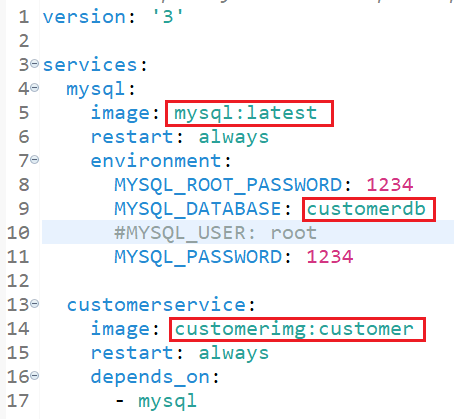 1 version: '3'
2
3 services:
4   mysql:
5     image: mysql:latest
6     restart: always
7     environment:
8       MYSQL_ROOT_PASSWORD: 1234
9       MYSQL_DATABASE: customerdb
10       #MYSQL_USER: root
11       MYSQL_PASSWORD: 1234
12
13   customerservice:
14     image: customerimg:customer
15     restart: always
16     depends_on:
17       - mysql